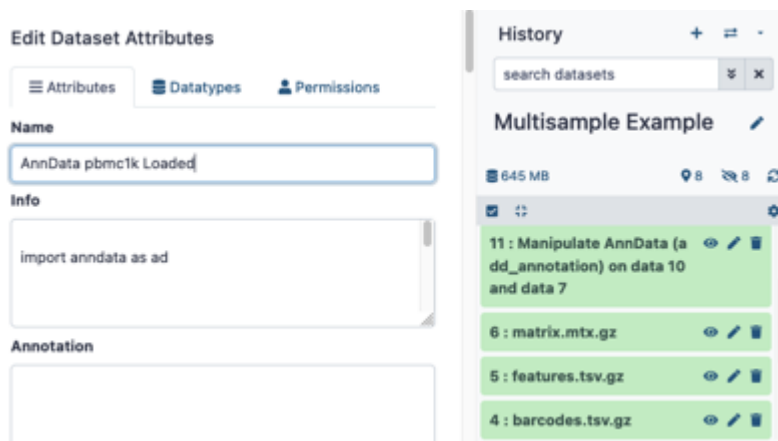 Edit Dataset Attributes
Attributes
Datatypes
Permissions
Name
AnnData pbmc1k Loaded
Info
import anndata as ad
Annotation
History
search datasets
Multisample Example
645 MB
8
8
11 : Manipulate AnnData (a
dd_annotation) on data 10
and data 7
6 : matrix.mtx.gz
5 : features.tsv.gz
4 : barcodes.tsv.gz